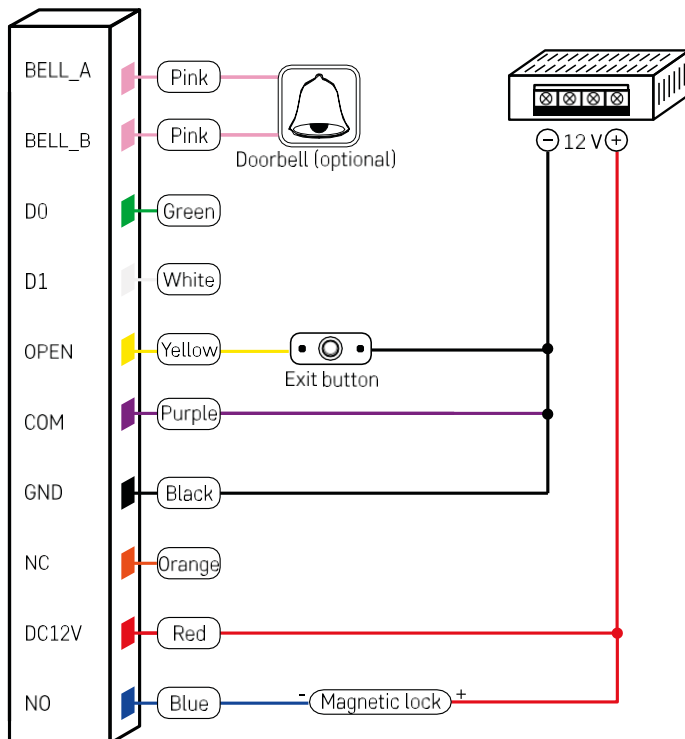 BELL_A
Pink
BELL_B
Pink
Doorbell (optional)
− 12 V +
D0
Green
D1
White
OPEN
Yellow
Exit button
COM
Purple
GND
Black
NC
Orange
DC12V
Red
NO
Blue
- Magnetic lock +